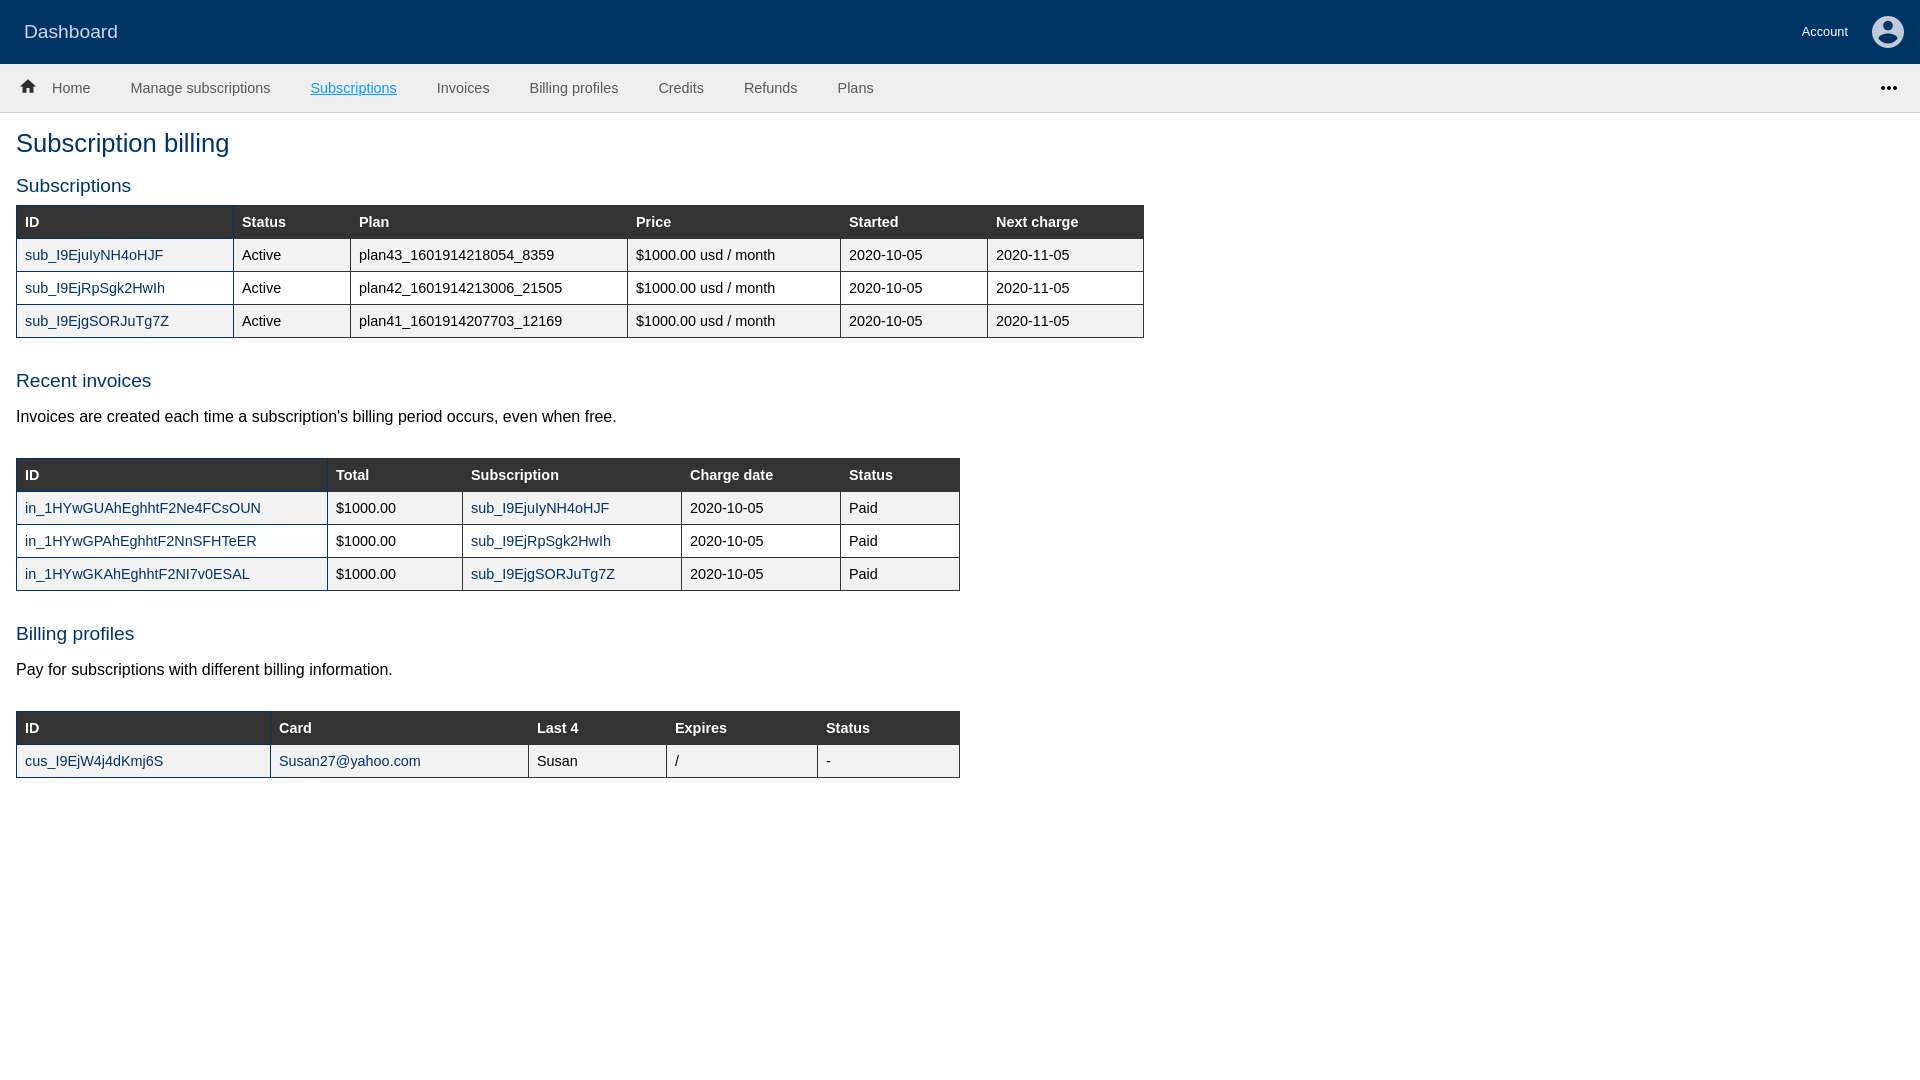 Dashboard
Account
Home Manage subscriptions Subscriptions Invoices Billing profiles Credits Refunds Plans
Subscription billing
Subscriptions
ID Status Plan Price Started Next charge
sub_I9EjuIyNH4oHJF Active plan43_1601914218054_8359 $1000.00 usd / month 2020-10-05 2020-11-05
sub_I9EjRpSgk2HwIh Active plan42_1601914213006_21505 $1000.00 usd / month 2020-10-05 2020-11-05
sub_I9EjgSORJuTg7Z Active plan41_1601914207703_12169 $1000.00 usd / month 2020-10-05 2020-11-05
Recent invoices
Invoices are created each time a subscription's billing period occurs, even when free.
ID Total Subscription Charge date Status
in_1HYwGUAhEghhtF2Ne4FCsOUN $1000.00 sub_I9EjuIyNH4oHJF 2020-10-05 Paid
in_1HYwGPAhEghhtF2NnSFHTeER $1000.00 sub_I9EjRpSgk2HwIh 2020-10-05 Paid
in_1HYwGKAhEghhtF2NI7v0ESAL $1000.00 sub_I9EjgSORJuTg7Z 2020-10-05 Paid
Billing profiles
Pay for subscriptions with different billing information.
ID Card Last 4 Expires Status
cus_I9EjW4j4dKmj6S Susan27@yahoo.com Susan / -